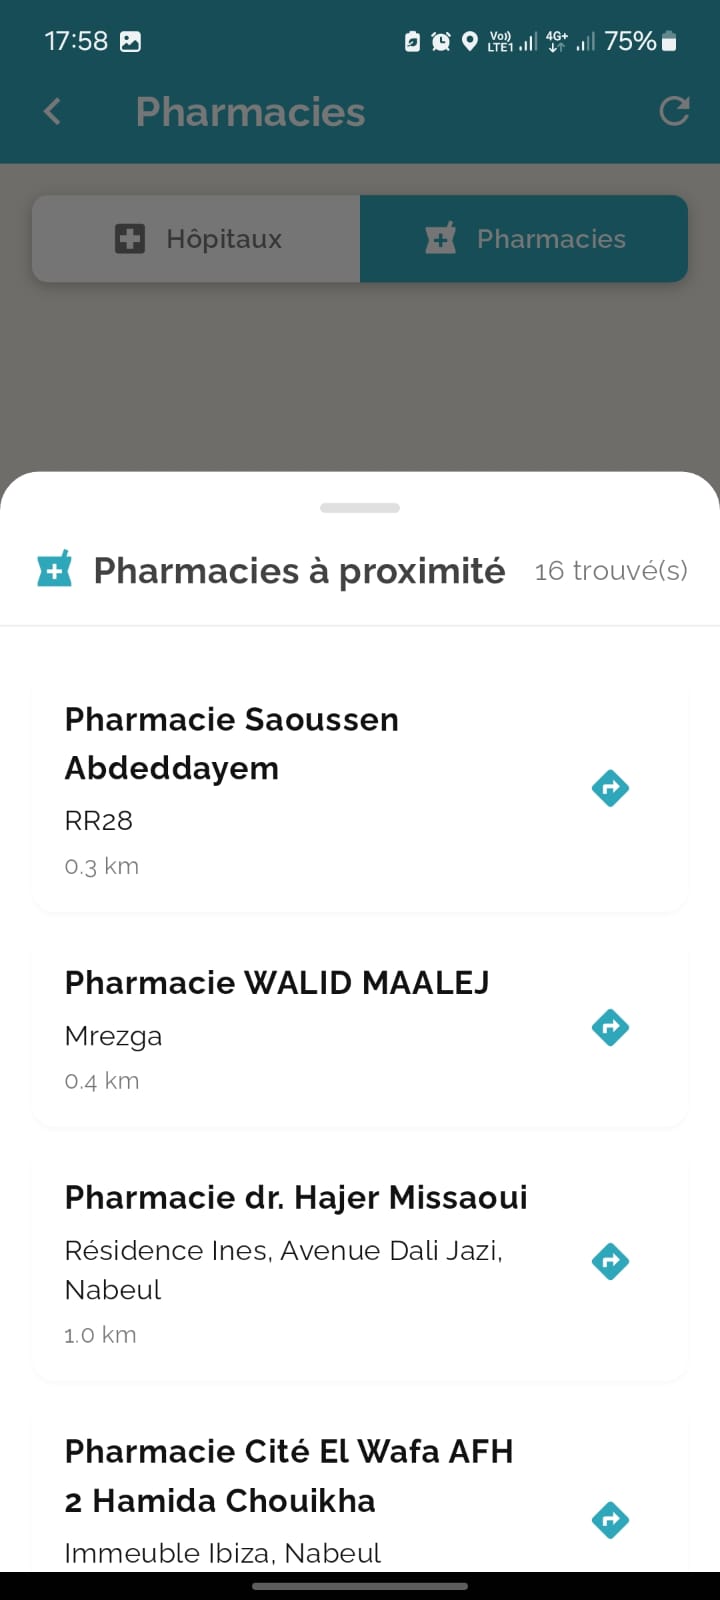 17:58
Vo)) LTE1 4G+ 75%
Pharmacies
Hôpitaux
Pharmacies
Pharmacies à proximité
16 trouvé(s)
Pharmacie Saoussen
Abdeddayem
RR28
0.3 km
Pharmacie WALID MAALEJ
Mrezga
0.4 km
Pharmacie dr. Hajer Missaoui
Résidence Ines, Avenue Dali Jazi,
Nabeul
1.0 km
Pharmacie Cité El Wafa AFH
2 Hamida Chouikha
Immeuble Ibiza, Nabeul